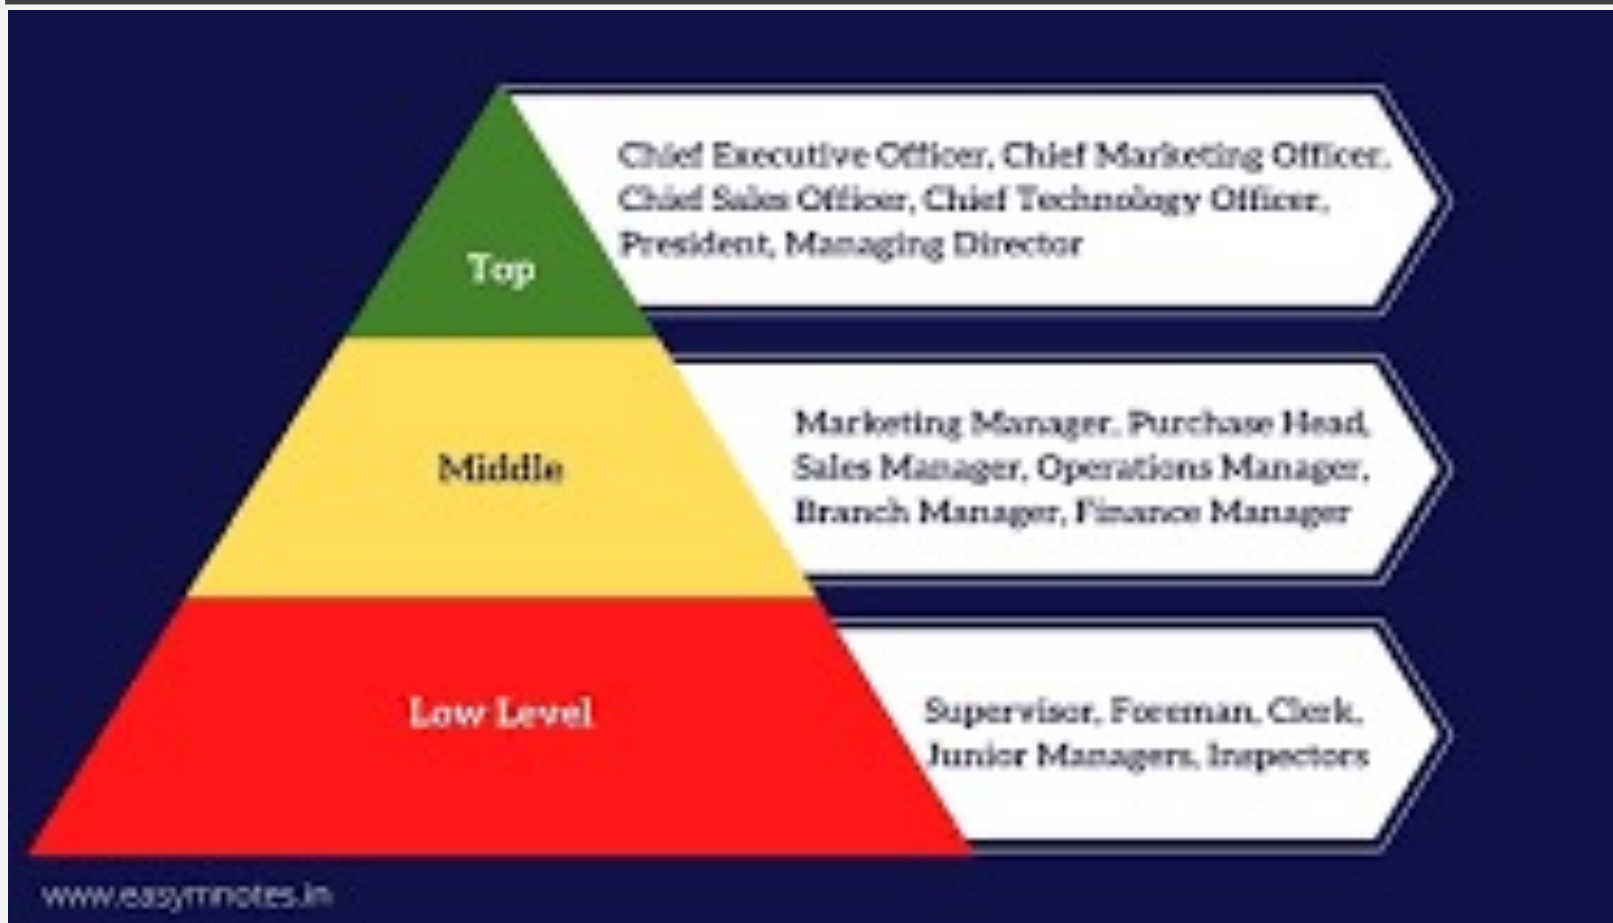 Chief Executive Officer, Chief Marketing Officer,
Chief Sales Officer, Chief Technology Officer,
President, Managing Director
Top
Marketing Manager, Purchase Head,
Sales Manager, Operations Manager,
Branch Manager, Finance Manager
Middle
Supervisor, Foreman, Clerk,
Junior Managers, Inspectors
Low Level
www.easymnotes.in